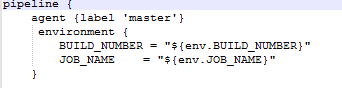 pipeline {
    agent {label 'master'}
     environment {
        BUILD_NUMBER = "${env.BUILD_NUMBER}"
        JOB_NAME    = "${env.JOB_NAME}"
    }